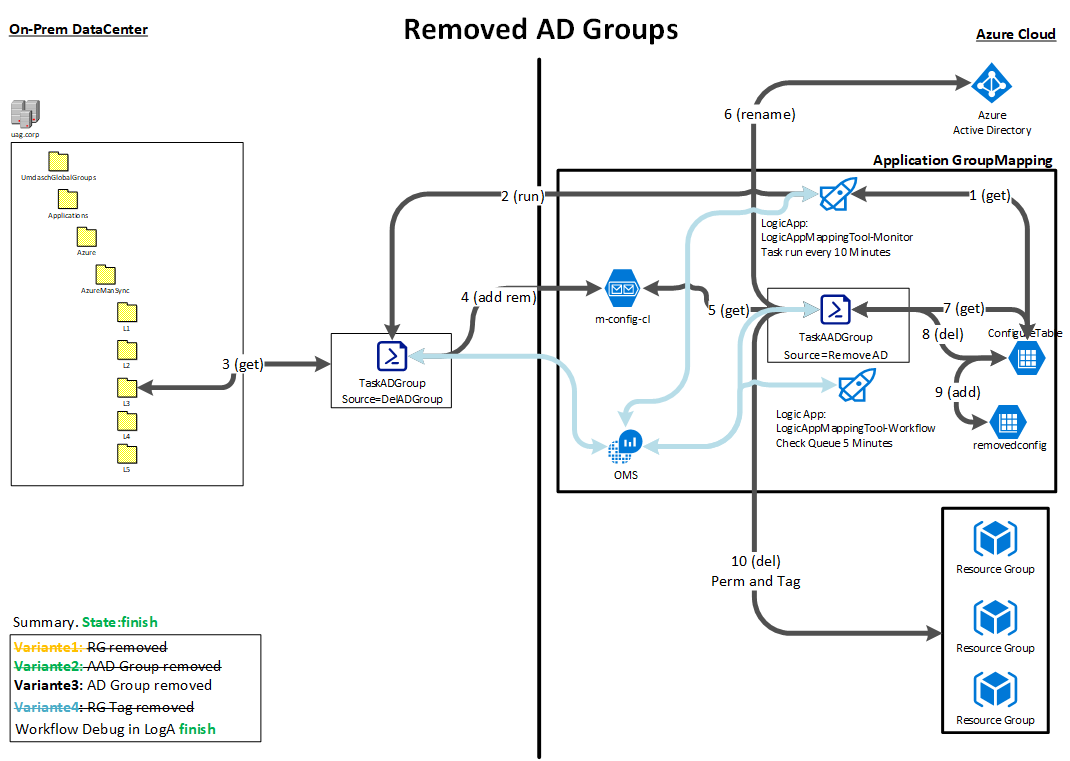 On-Prem DataCenter
Removed AD Groups
Azure Cloud
uag.corp
UmdaschGlobalGroups
Applications
Azure
AzureManSync
L1
L2
L3
L4
L5
6 (rename)
Azure
Active Directory
Application GroupMapping
2 (run)
1 (get)
LogicApp:
LogicAppMappingTool-Monitor
Task run every 10 Minutes
4 (add rem)
m-config-cl
5 (get)
7 (get)
8 (del)
ConfigureTable
TaskAADGroup
Source=RemoveAD
3 (get)
TaskADGroup
Source=DelADGroup
9 (add)
Logic App:
LogicAppMappingTool-Workflow
Check Queue 5 Minutes
removedconfig
OMS
10 (del)
Perm and Tag
Resource Group
Resource Group
Resource Group
Summary. State:finish
Variante1: RG removed
Variante2: AAD Group removed
Variante3: AD Group removed
Variante4: RG Tag removed
Workflow Debug in LogA finish